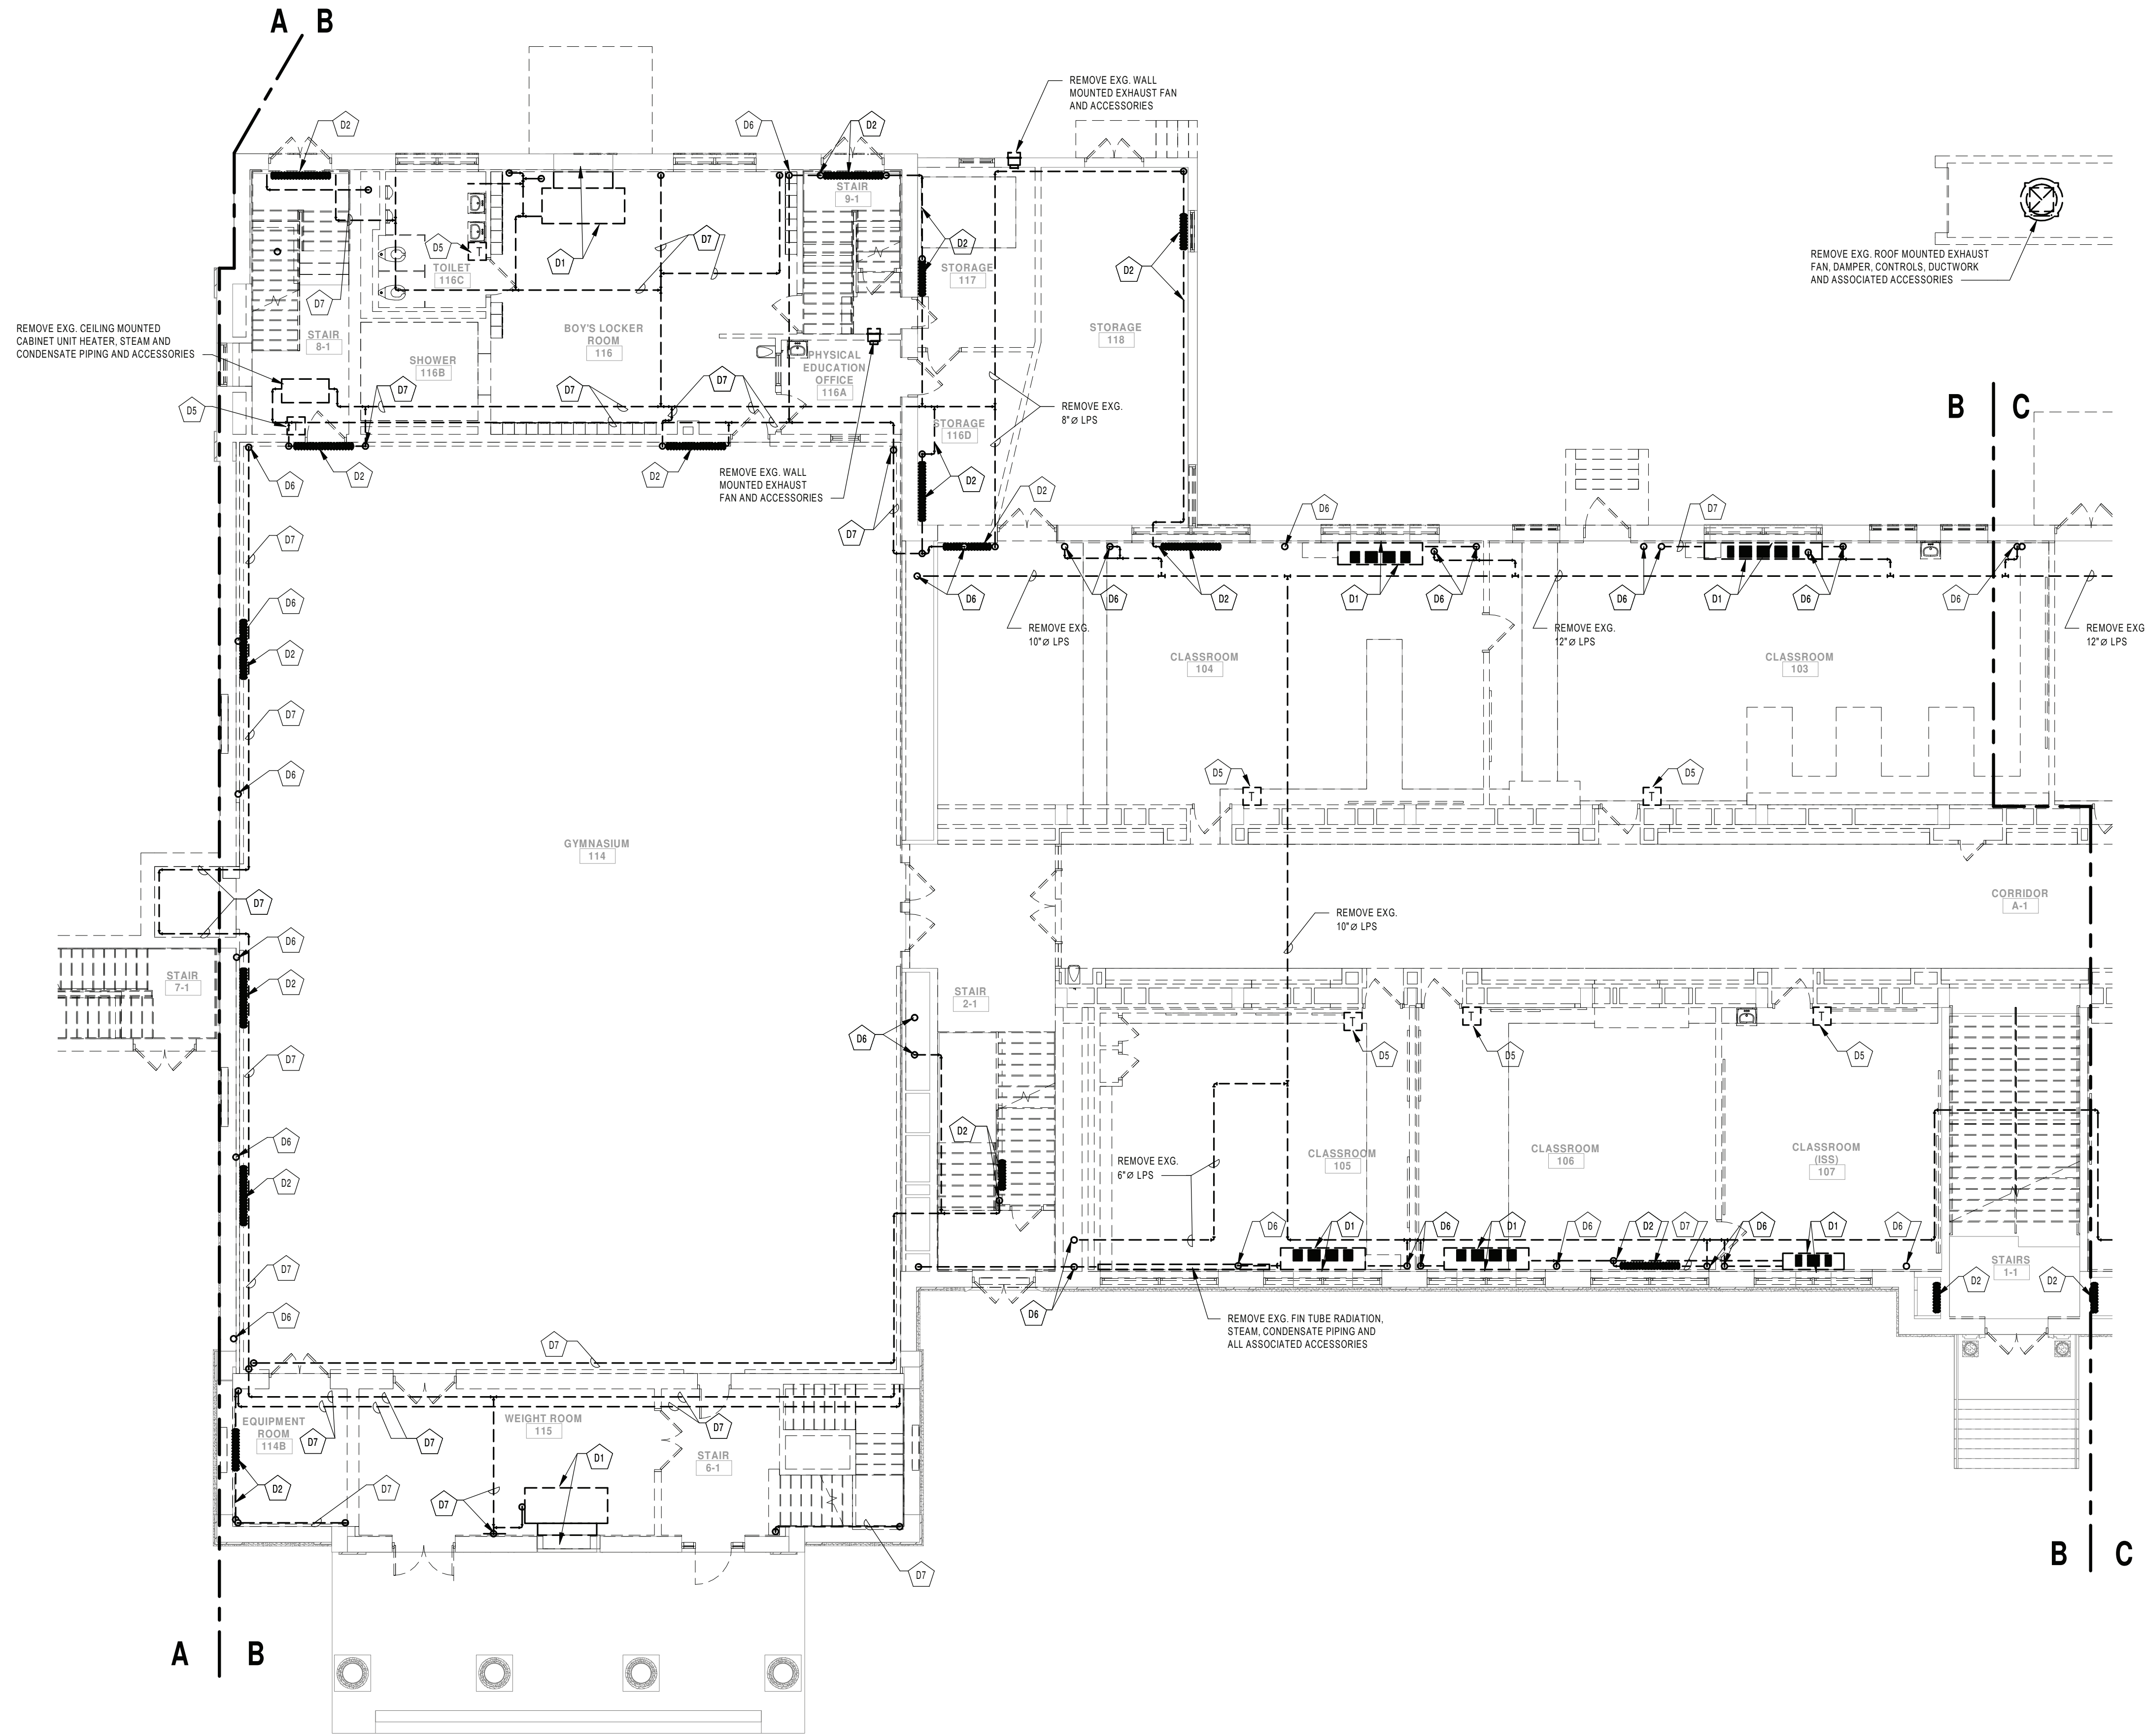 A B
REMOVE EXG. WALL
MOUNTED EXHAUST FAN
AND ACCESSORIES
D2
D6
D2
STAIR
9-1
REMOVE EXG. ROOF MOUNTED EXHAUST
FAN, DAMPER, CONTROLS, DUCTWORK
AND ASSOCIATED ACCESSORIES
D5
D1
D7
D2
D2
TOILET
116C
STORAGE
117
D7
REMOVE EXG. CEILING MOUNTED
CABINET UNIT HEATER, STEAM AND
CONDENSATE PIPING AND ACCESSORIES
STAIR
8-1
SHOWER
116B
BOY'S LOCKER
ROOM
116
PHYSICAL
EDUCATION
OFFICE
116A
STORAGE
118
D7
D7
D7
D5
T
T
REMOVE EXG.
8"Ø LPS
STORAGE
116D
B C
D2
D2
D6
REMOVE EXG. WALL
MOUNTED EXHAUST
FAN AND ACCESSORIES
D2
D2
D6
D7
D7
D7
D6
D6
D2
D1
D6
D6
D1
D6
D6
D6
REMOVE EXG.
10"Ø LPS
REMOVE EXG.
12"Ø LPS
REMOVE EXG
12"Ø LPS
D2
CLASSROOM
104
CLASSROOM
103
D7
D6
D5
T
D5
T
GYMNASIUM
114
D7
CORRIDOR
A-1
REMOVE EXG.
10"Ø LPS
D6
STAIR
7-1
D2
STAIR
2-1
D6
T
T
T
D7
D5
D5
D5
D6
D2
REMOVE EXG.
6"Ø LPS
CLASSROOM
105
CLASSROOM
106
CLASSROOM
(ISS)
107
D2
D6
D1
D6
D1
D6
D2
D7
D6
D1
D6
D7
STAIRS
1-1
D2
D2
D6
D6
REMOVE EXG. FIN TUBE RADIATION,
STEAM, CONDENSATE PIPING AND
ALL ASSOCIATED ACCESSORIES
D7
EQUIPMENT
ROOM
114B
WEIGHT ROOM
115
D7
D7
D7
STAIR
6-1
D1
D2
D7
D7
D7
B C
A B